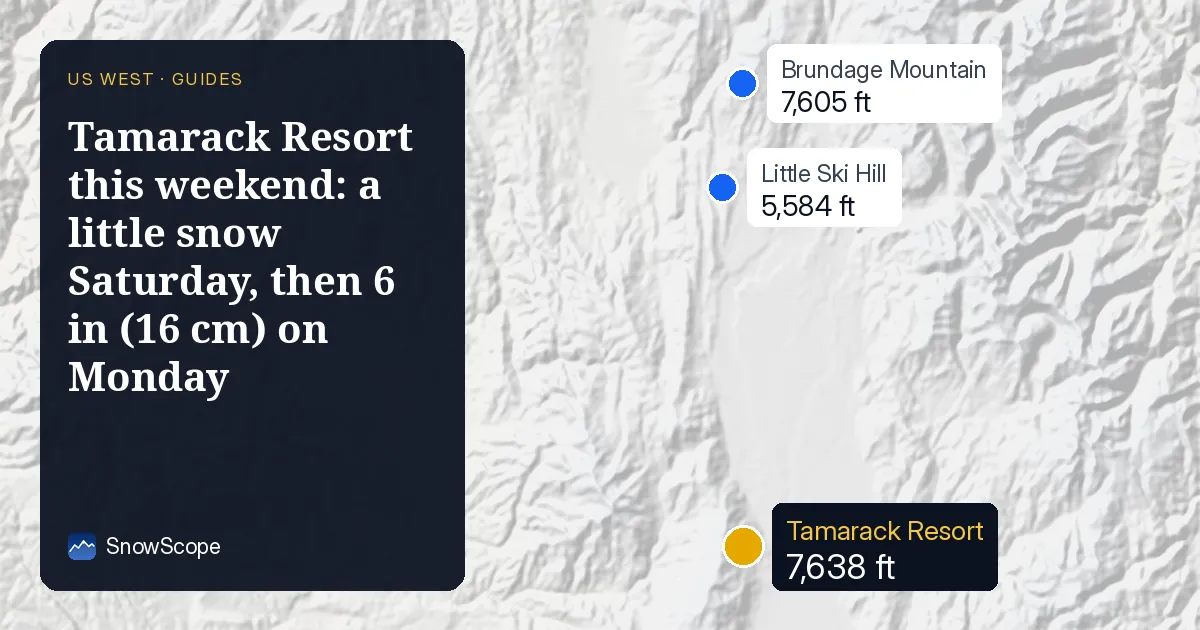 US WEST · GUIDES
Tamarack Resort
this weekend: a
little snow
Saturday, then 6
in (16 cm) on
Monday
SnowScope
Brundage Mountain
7,605 ft
Little Ski Hill
5,584 ft
Tamarack Resort
7,638 ft